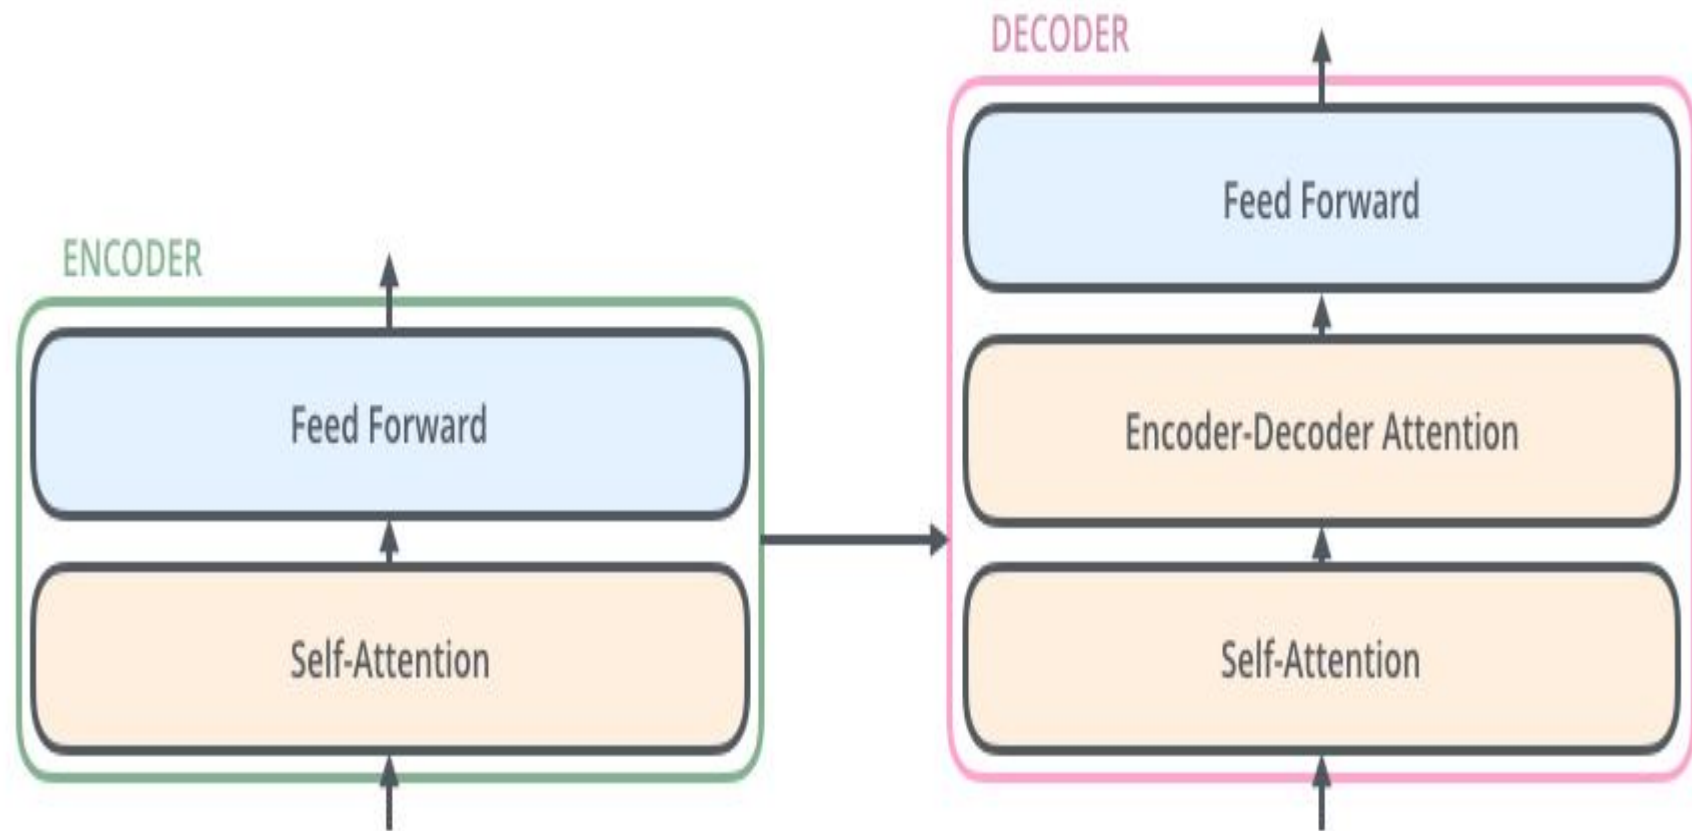 ENCODER
Feed Forward
Self-Attention
DECODER
Feed Forward
Encoder-Decoder Attention
Self-Attention